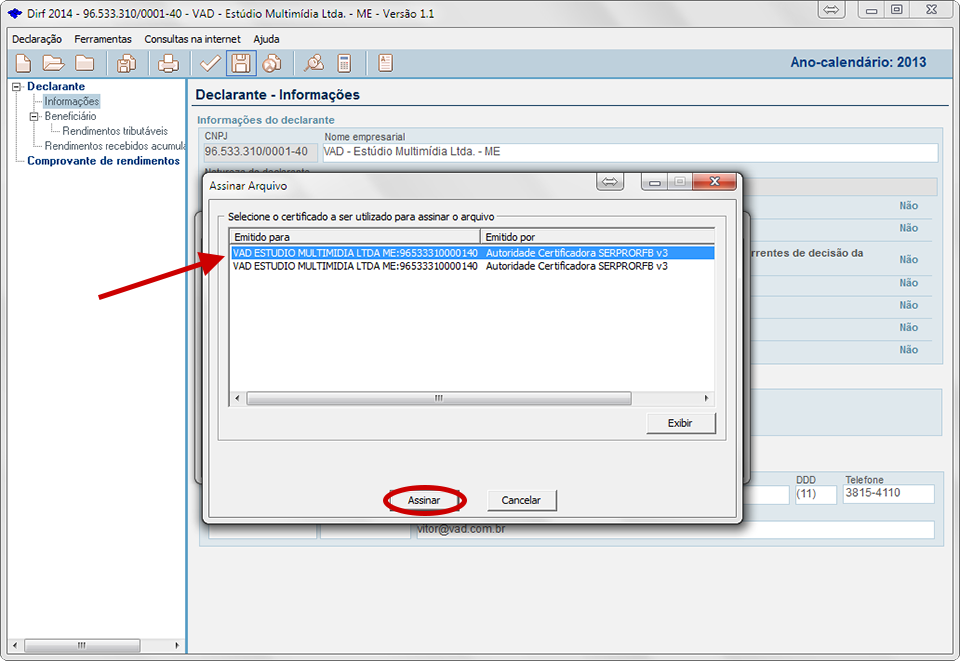 Dirf 2014 - 96.533.310/0001-40 - VAD - Estúdio Multimídia Ltda. - ME - Versão 1.1
Declaração Ferramentas Consultas na internet Ajuda
Ano-calendário: 2013
Declarante
Informações
Beneficiário
Rendimentos tributáveis
Rendimentos recebidos acumula
Comprovante de rendimentos
Declarante - Informações
Informações do declarante
CNPJ Nome empresarial
96.533.310/0001-40 VAD - Estúdio Multimídia Ltda. - ME
Natureza do declarante
Assinar Arquivo
Selecione o certificado a ser utilizado para assinar o arquivo
Emitido para Emitido por
VAD ESTUDIO MULTIMIDIA LTDA ME:96533310000140 Autoridade Certificadora SERPRORFB v3
VAD ESTUDIO MULTIMIDIA LTDA ME:96533310000140 Autoridade Certificadora SERPRORFB v3
Exibir
Assinar Cancelar
Não
Não
rrentes de decisão da
Não
Não
Não
Não
Não
DDD Telefone
(11) 3815-4110
vitor@vad.com.br